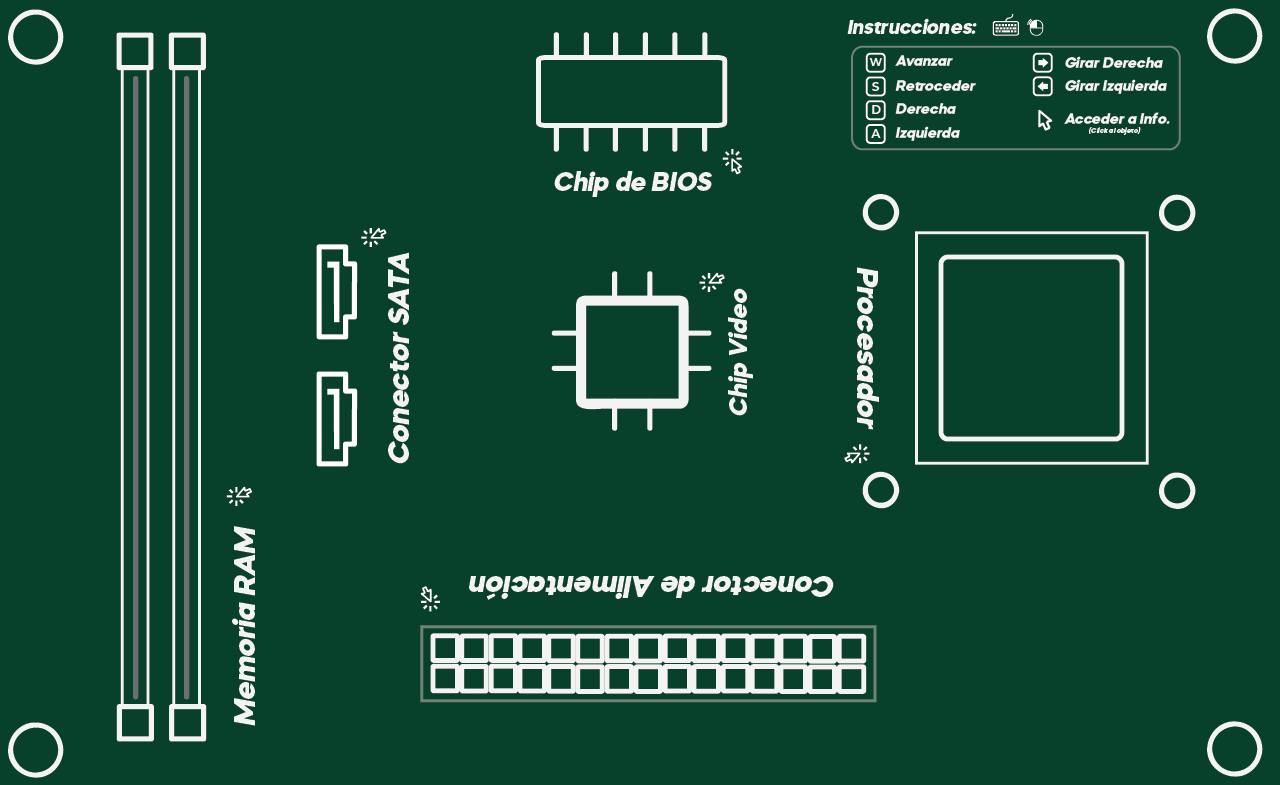 Instrucciones:
W Avanzar
S Retroceder
D Derecha
A Izquierda
Girar Derecha
Girar Izquierda
Acceder a Info.
(Click al objeto)
Chip de BIOS
Conector SATA
Chip Video
Procesador
Memoria RAM
Conector de Alimentación